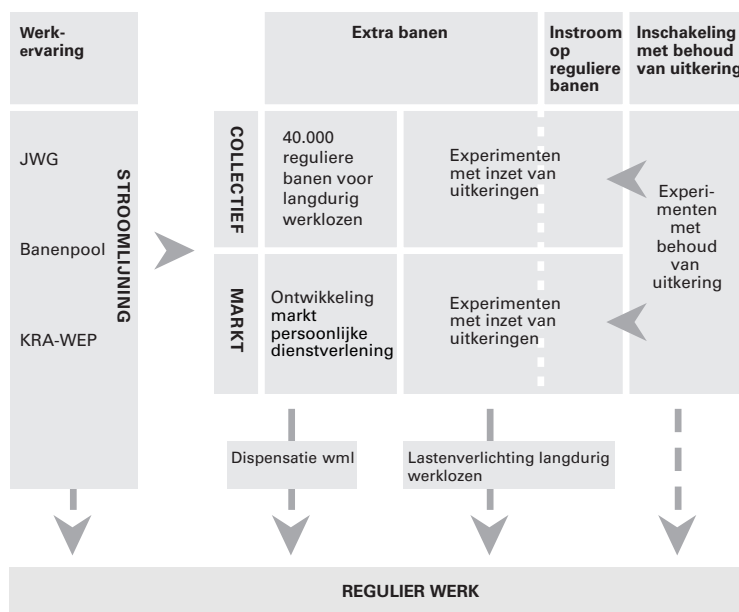 Werk-
ervaring
Extra banen
Instroom
op
reguliere
banen
Inschakeling
met behoud
van uitkering
JWG
Banenpool
KRA-WEP
STROOMLIJNING
COLLECTIEF
40.000
reguliere
banen voor
langdurig
werklozen
Experimenten
met inzet van
uitkeringen
Experi-
menten
met
behoud
van
uitkering
MARKT
Ontwikkeling
markt
persoonlijke
dienstverlening
Experimenten
met inzet van
uitkeringen
Dispensatie wml
Lastenverlichting langdurig
werklozen
REGULIER WERK